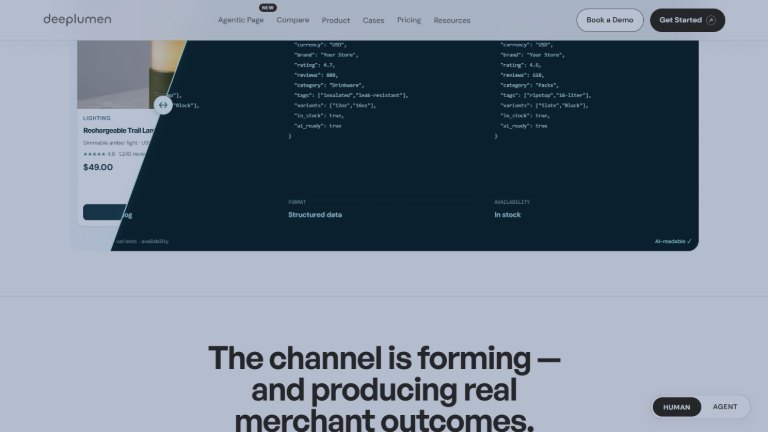 deeplumen
NEW
Agentic Page
Compare
Product
Cases
Pricing
Resources
Book a Demo
Get Started
"currency": "USD",
"brand": "Your Store",
"rating": 4.7,
"reviews": 880,
"category": "Drinkware",
"tags": ["insulated","leak-resistant"],
"variants": ["12oz","16oz"],
"in_stock": true,
"ai_ready": true
}
"currency": "USD",
"brand": "Your Store",
"rating": 4.6,
"reviews": 610,
"category": "Packs",
"tags": ["ripstop","18-liter"],
"variants": ["Slate","Black"],
"in_stock": true,
"ai_ready": true
}
"Black"],
LIGHTING
Rechargeable Trail Lan
Dimmable amber light
★★★★★ 4.8 · 1,240
$49.00
FORMAT
Structured data
AVAILABILITY
In stock
variants · availability
AI-readable ✓
The channel is forming —
and producing real
merchant outcomes.
HUMAN
AGENT